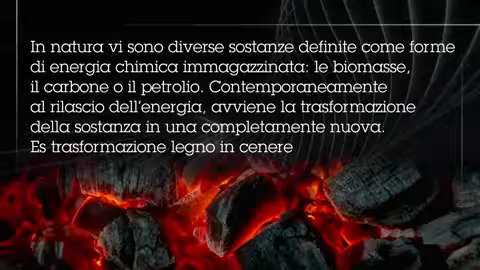 In natura vi sono diverse sostanze definite come forme
di energia chimica immagazzinata: le biomasse,
il carbone o il petrolio. Contemporaneamente
al rilascio dell'energia, avviene la trasformazione
della sostanza in una completamente nuova.
Es trasformazione legno in cenere